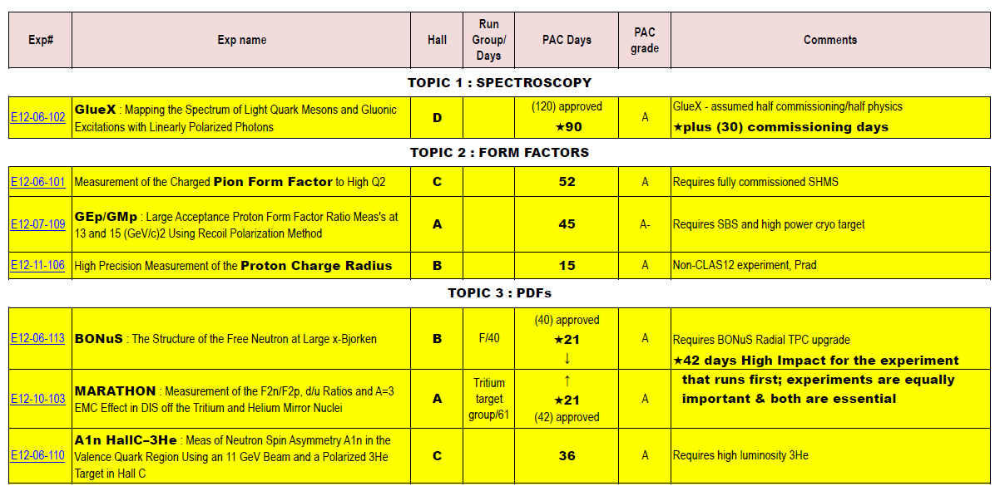 Exp#
Exp name
Hall
Run
Group/
Days
PAC Days
PAC
grade
Comments
TOPIC 1 : SPECTROSCOPY
E12-06-102
GlueX : Mapping the Spectrum of Light Quark Mesons and Gluonic
Excitations with Linearly Polarized Photons
D
(120) approved
★90
A
GlueX - assumed half commissioning/half physics
★plus (30) commissioning days
TOPIC 2 : FORM FACTORS
E12-06-101
Measurement of the Charged Pion Form Factor to High Q2
C
52
A
Requires fully commissioned SHMS
E12-07-109
GEp/GMp : Large Acceptance Proton Form Factor Ratio Meas's at
13 and 15 (GeV/c)2 Using Recoil Polarization Method
A
45
A-
Requires SBS and high power cryo target
E12-11-106
High Precision Measurement of the Proton Charge Radius
B
15
A
Non-CLAS12 experiment, Prad
TOPIC 3 : PDFs
E12-06-113
BONuS : The Structure of the Free Neutron at Large x-Bjorken
B
F/40
(40) approved
★21
↓
A
Requires BONuS Radial TPC upgrade
★42 days High Impact for the experiment
that runs first; experiments are equally
important & both are essential
E12-10-103
MARATHON : Measurement of the F2n/F2p, d/u Ratios and A=3
EMC Effect in DIS off the Tritium and Helium Mirror Nuclei
A
Tritium
target
group/61
↑
★21
(42) approved
A
E12-06-110
A1n HallC–3He : Meas of Neutron Spin Asymmetry A1n in the
Valence Quark Region Using an 11 GeV Beam and a Polarized 3He
Target in Hall C
C
36
A
Requires high luminosity 3He